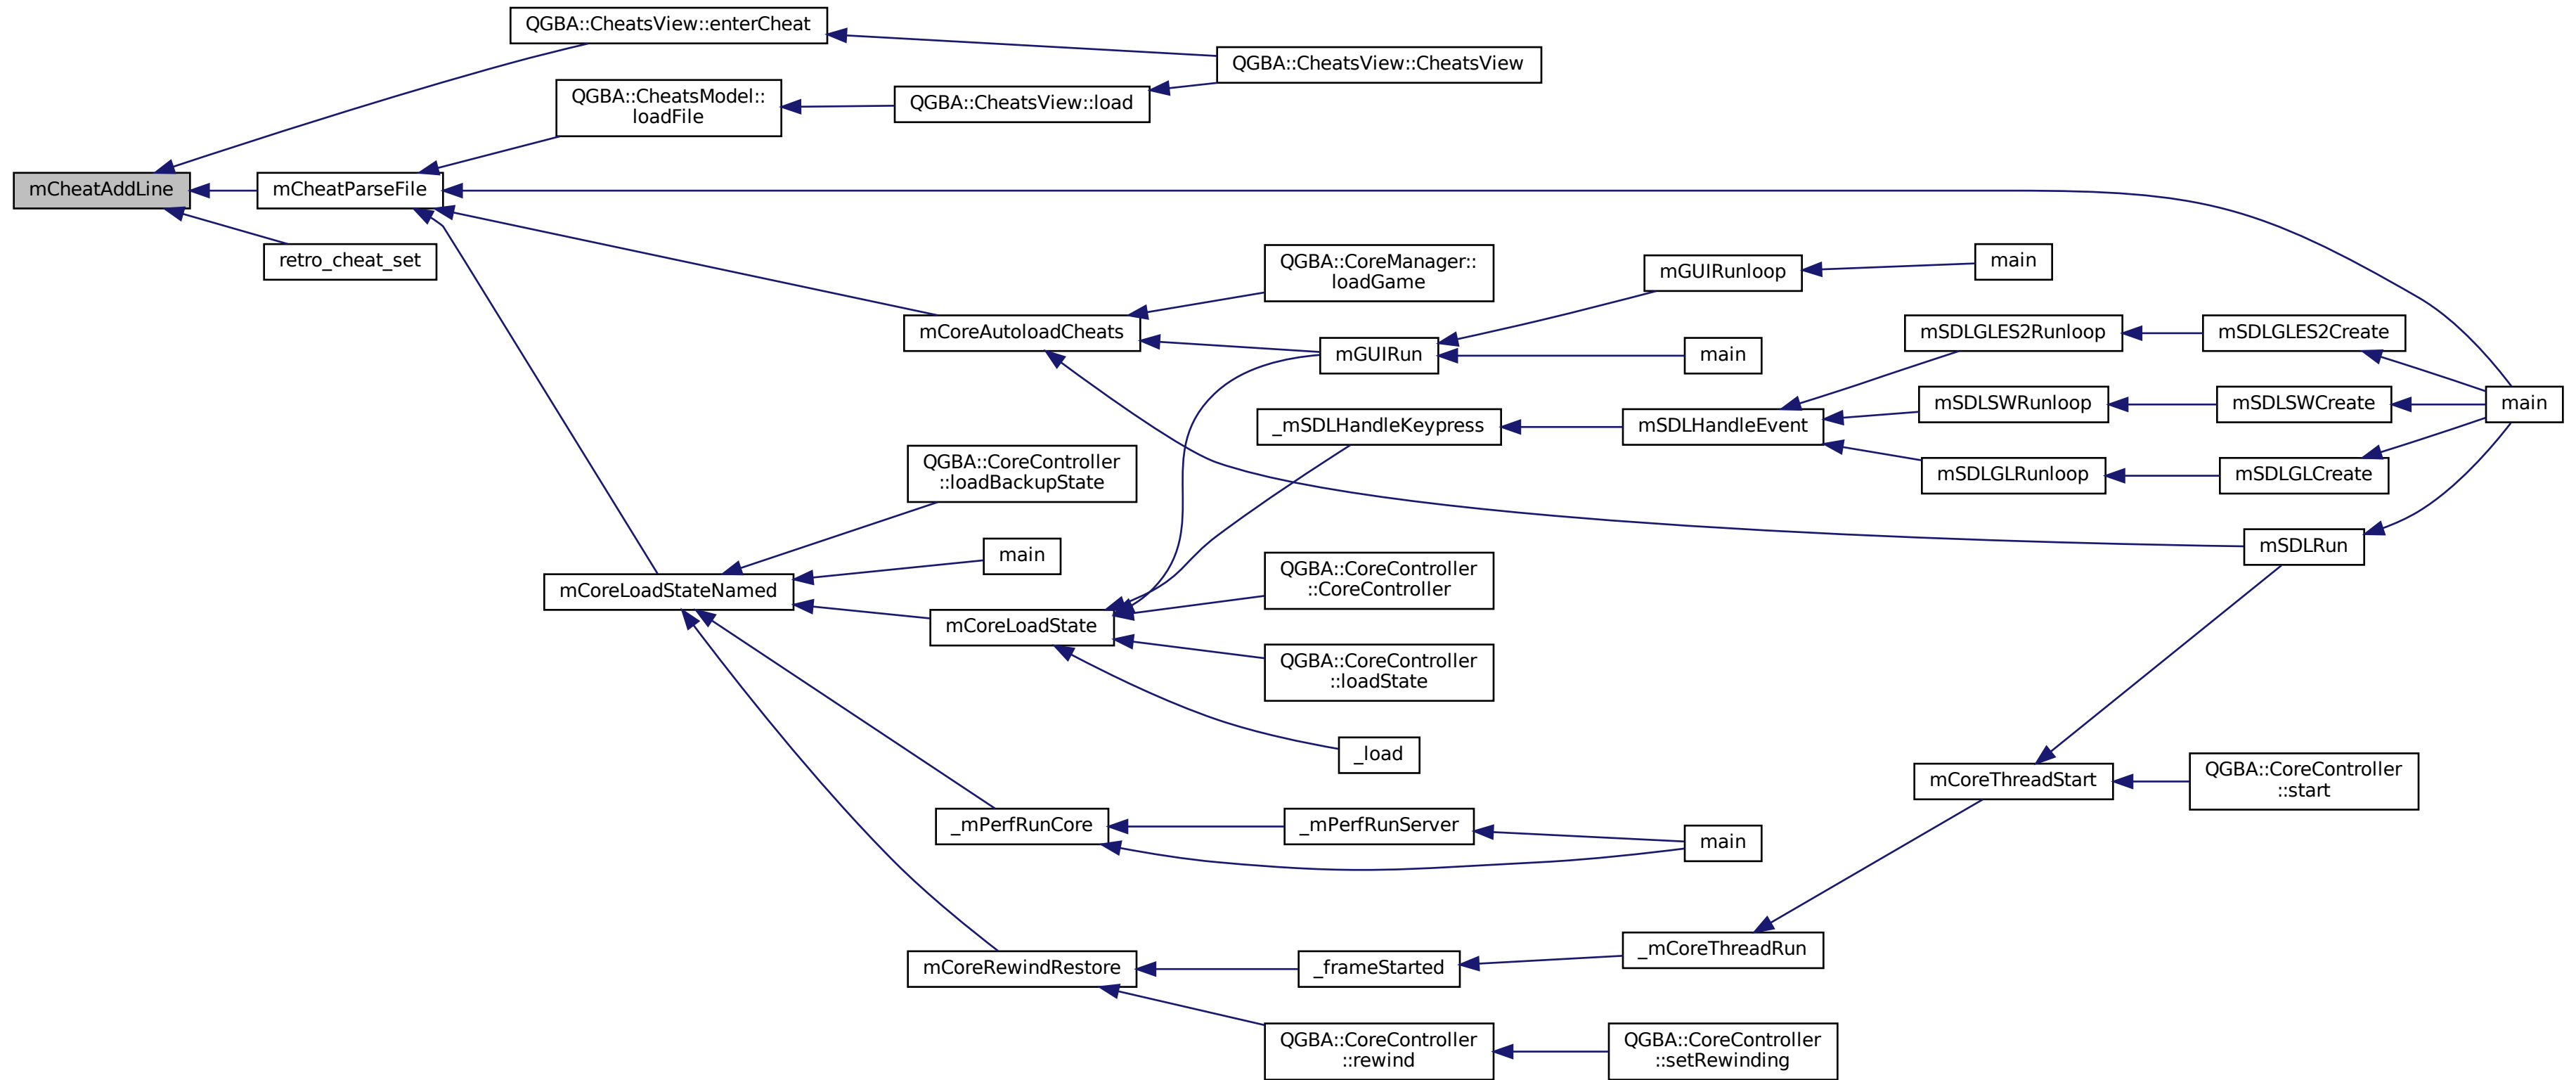 QGBA::CheatsView::enterCheat
QGBA::CheatsView::CheatsView
QGBA::CheatsModel::
loadFile
QGBA::CheatsView::load
mCheatAddLine
mCheatParseFile
retro_cheat_set
QGBA::CoreManager::
loadGame
mGUIRunloop
main
mCoreAutoloadCheats
mGUIRun
main
mSDLGLES2Runloop
mSDLGLES2Create
_mSDLHandleKeypress
mSDLHandleEvent
mSDLSWRunloop
mSDLSWCreate
main
mSDLGLRunloop
mSDLGLCreate
QGBA::CoreController
::loadBackupState
main
mSDLRun
mCoreLoadStateNamed
QGBA::CoreController
::CoreController
mCoreLoadState
QGBA::CoreController
::loadState
_load
mCoreThreadStart
QGBA::CoreController
::start
_mPerfRunCore
_mPerfRunServer
main
_mCoreThreadRun
mCoreRewindRestore
_frameStarted
QGBA::CoreController
::rewind
QGBA::CoreController
::setRewinding